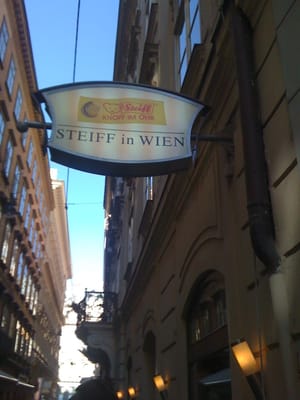 Steiff
KNOPF IM OHR
STEIFF in WIEN